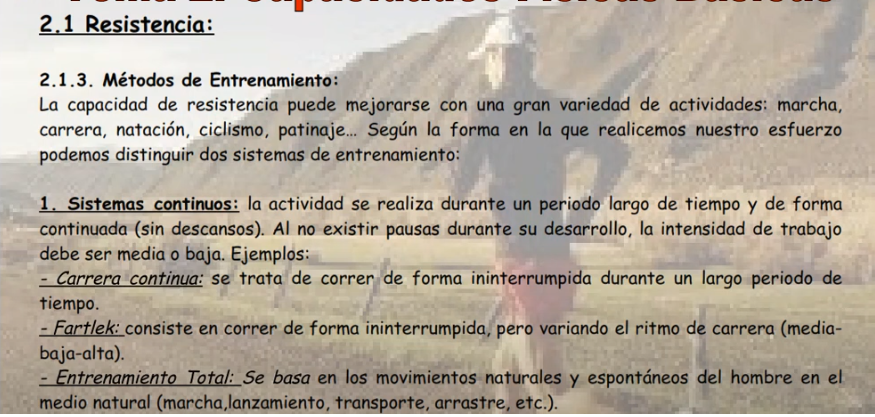 2.1 Resistencia:
2.1.3. Métodos de Entrenamiento:
La capacidad de resistencia puede mejorarse con una gran variedad de actividades: marcha,
carrera, natación, ciclismo, patinaje... Según la forma en la que realicemos nuestro esfuerzo
podemos distinguir dos sistemas de entrenamiento:
1. Sistemas continuos: la actividad se realiza durante un periodo largo de tiempo y de forma
continuada (sin descansos). Al no existir pausas durante su desarrollo, la intensidad de trabajo
debe ser media o baja. Ejemplos:
- Carrera continua: se trata de correr de forma ininterrumpida durante un largo periodo de
tiempo.
- Fartlek: consiste en correr de forma ininterrumpida, pero variando el ritmo de carrera (media-
baja-alta).
- Entrenamiento Total: Se basa en los movimientos naturales y espontáneos del hombre en el
medio natural (marcha,lanzamiento, transporte, arrastre, etc.).